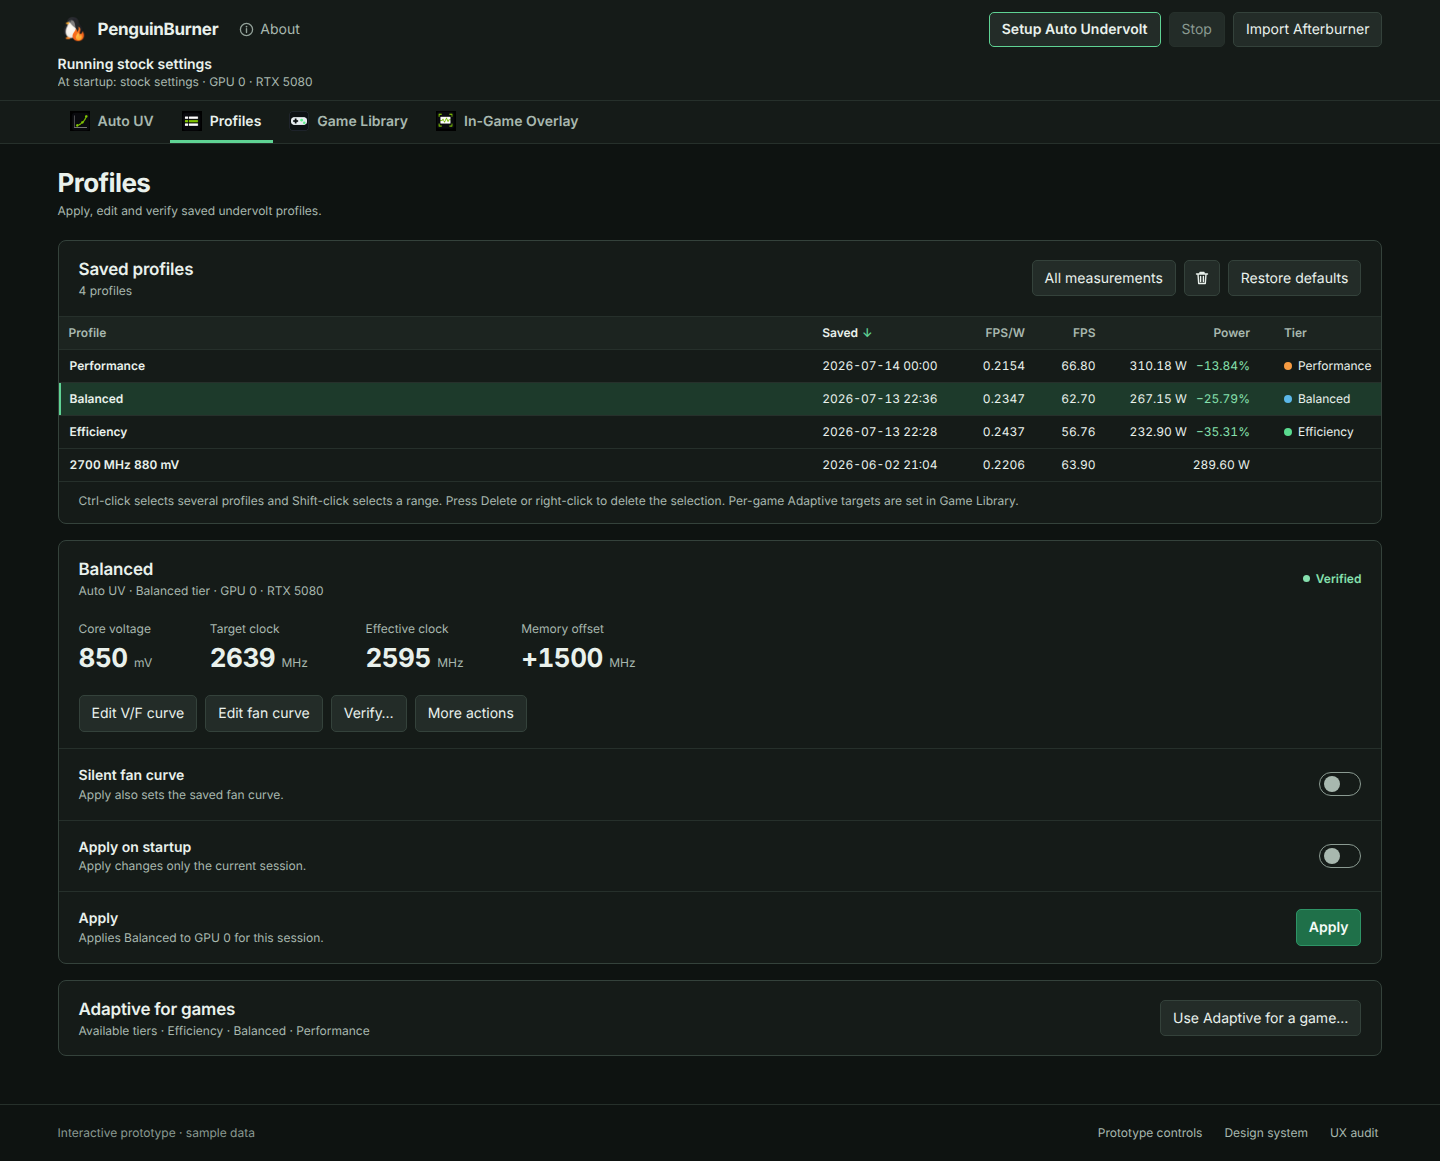 PenguinBurner
About
Setup Auto Undervolt
Stop
Import Afterburner
Running stock settings
At startup: stock settings · GPU 0 · RTX 5080
Auto UV
Profiles
Game Library
In-Game Overlay
Profiles
Apply, edit and verify saved undervolt profiles.
Saved profiles
4 profiles
All measurements
Restore defaults
Profile Saved ↓ FPS/W FPS Power Tier
Performance 2026-07-14 00:00 0.2154 66.80 310.18 W −13.84% Performance
Balanced 2026-07-13 22:36 0.2347 62.70 267.15 W −25.79% Balanced
Efficiency 2026-07-13 22:28 0.2437 56.76 232.90 W −35.31% Efficiency
2700 MHz 880 mV 2026-06-02 21:04 0.2206 63.90 289.60 W
Ctrl-click selects several profiles and Shift-click selects a range. Press Delete or right-click to delete the selection. Per-game Adaptive targets are set in Game Library.
Balanced
Auto UV · Balanced tier · GPU 0 · RTX 5080
Verified
Core voltage Target clock Effective clock Memory offset
850 mV 2639 MHz 2595 MHz +1500 MHz
Edit V/F curve
Edit fan curve
Verify...
More actions
Silent fan curve
Apply also sets the saved fan curve.
Apply on startup
Apply changes only the current session.
Apply
Applies Balanced to GPU 0 for this session.
Apply
Adaptive for games
Available tiers · Efficiency · Balanced · Performance
Use Adaptive for a game...
Interactive prototype · sample data
Prototype controls
Design system
UX audit